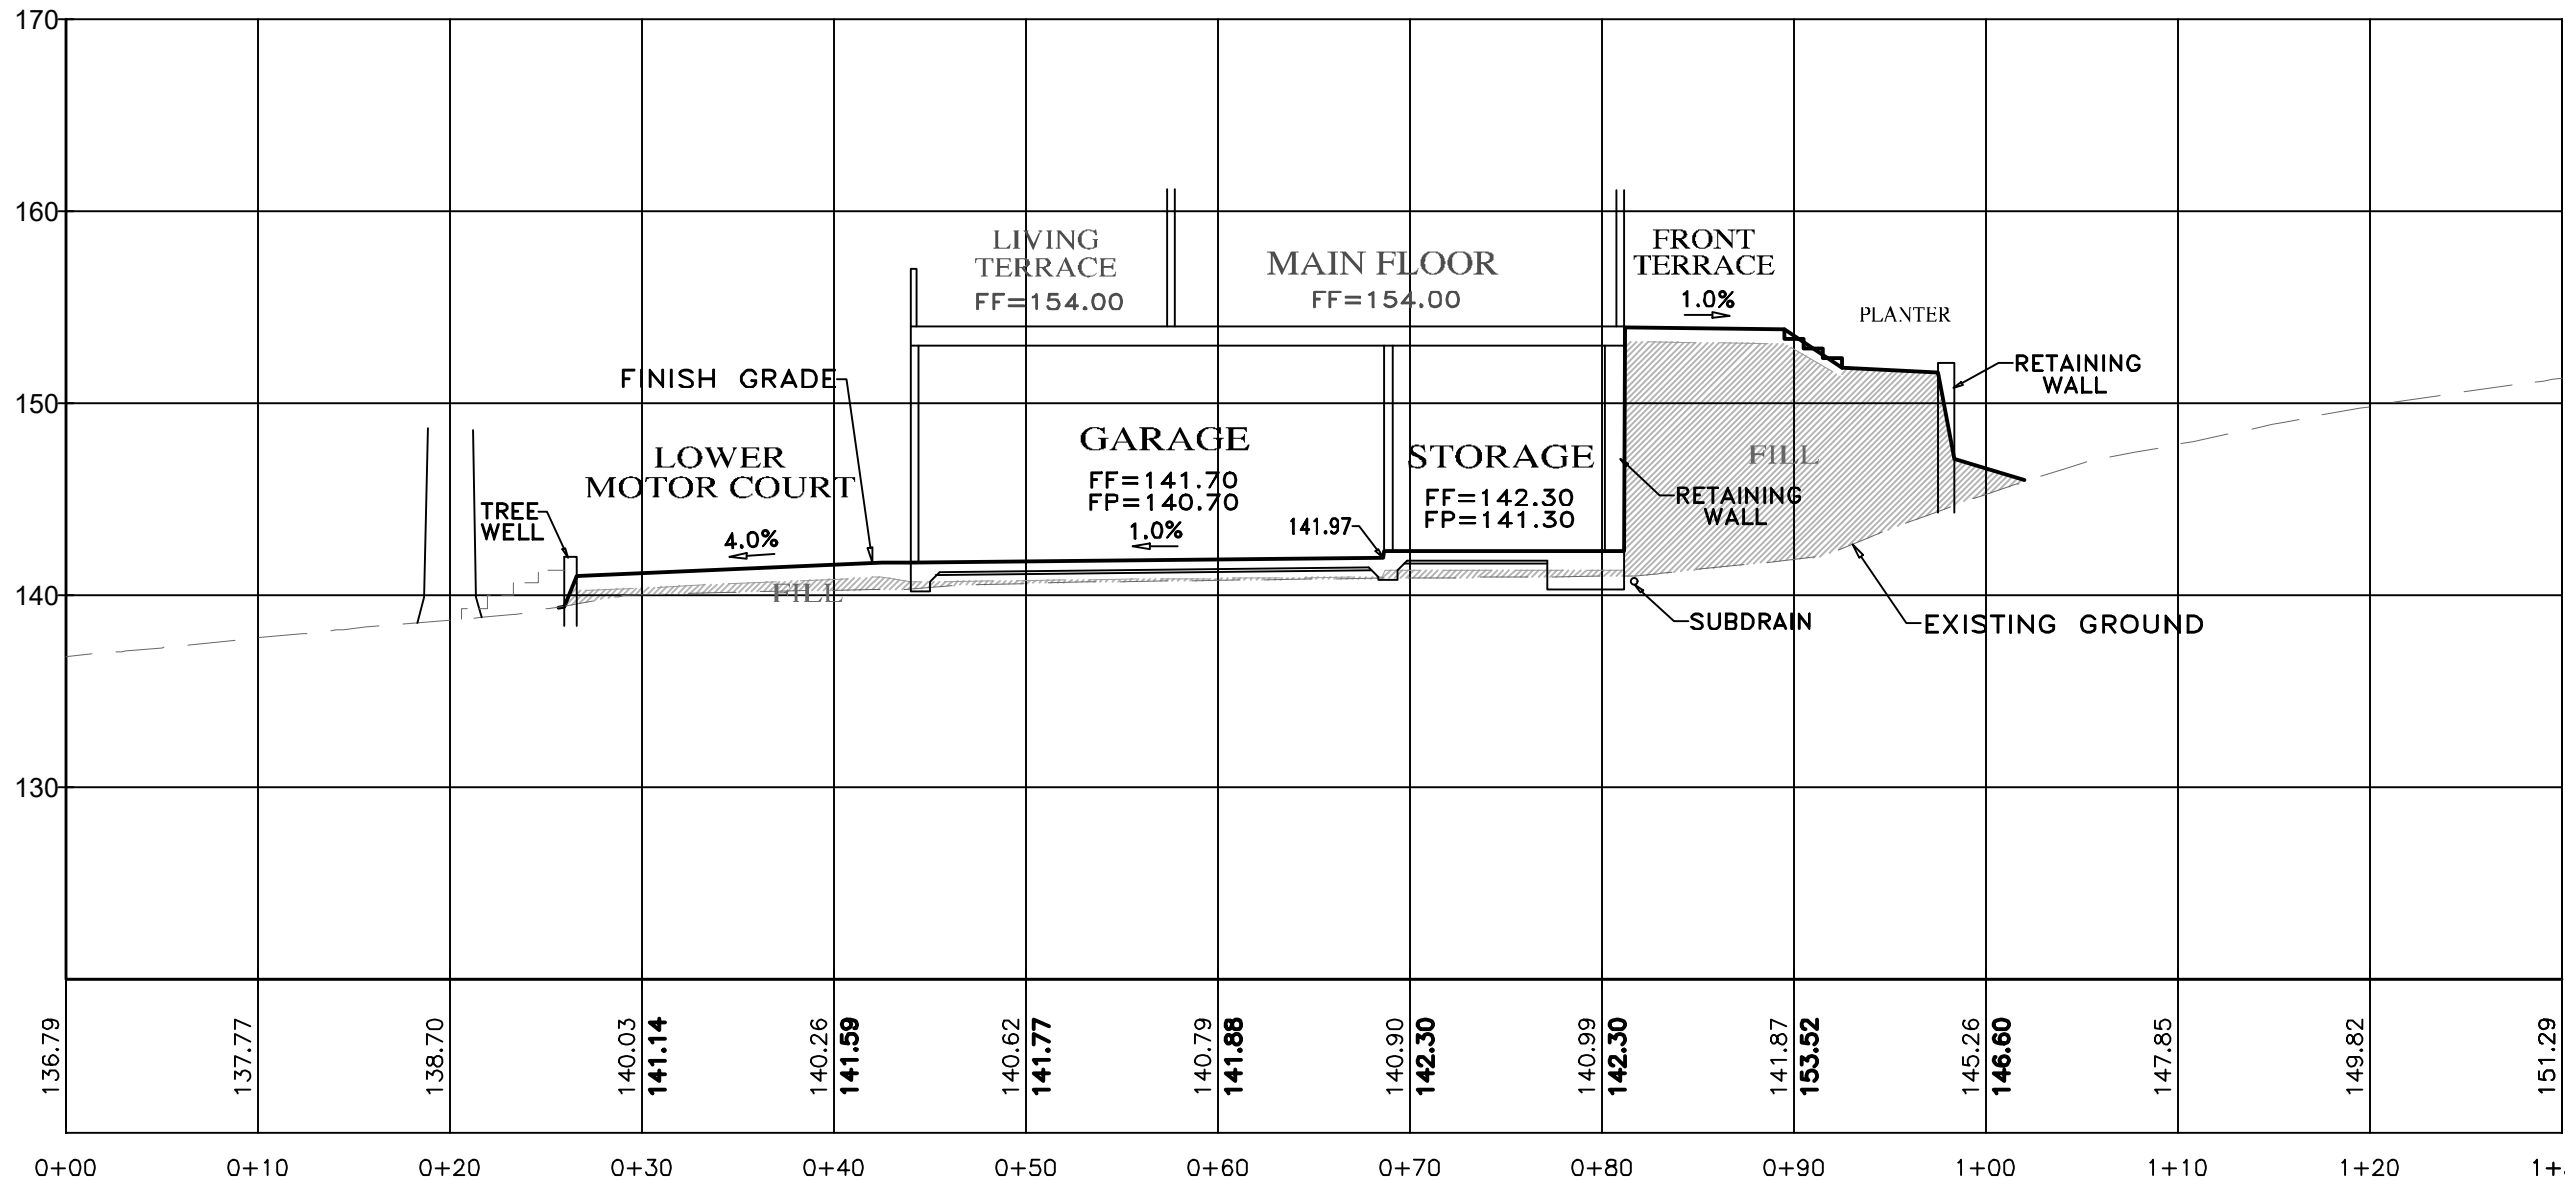 170
160
150
140
130
LIVING
TERRACE
FF=154.00
MAIN FLOOR
FF=154.00
FRONT
TERRACE
1.0%
PLANTER
FINISH GRADE
RETAINING
WALL
LOWER
MOTOR COURT
GARAGE
FF=141.70
FP=140.70
1.0%
STORAGE
FF=142.30
FP=141.30
FILL
RETAINING
WALL
TREE
WELL
4.0%
141.97
FILL
SUBDRAIN
EXISTING GROUND
136.79
137.77
138.70
140.03
141.14
140.26
141.59
140.62
141.77
140.79
141.88
140.90
142.30
140.99
142.30
141.87
153.52
145.26
146.60
147.85
149.82
151.29
0+00 0+10 0+20 0+30 0+40 0+50 0+60 0+70 0+80 0+90 1+00 1+10 1+20